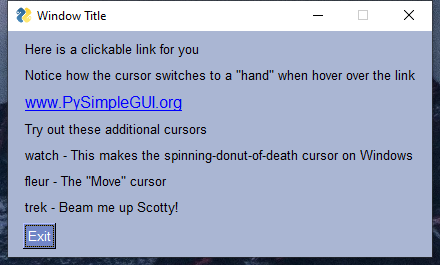 Window Title
Here is a clickable link for you
Notice how the cursor switches to a "hand" when hover over the link
www.PySimpleGUI.org
Try out these additional cursors
watch - This makes the spinning-donut-of-death cursor on Windows
fleur - The "Move" cursor
trek - Beam me up Scotty!
Exit